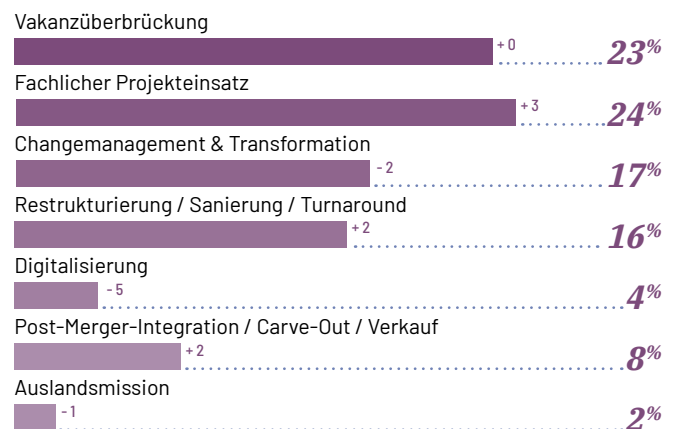 Vakanzüberbrückung
+ 0 23%
Fachlicher Projekteinsatz
+ 3 24%
Changemanagement & Transformation
- 2 17%
Restrukturierung / Sanierung / Turnaround
+ 2 16%
Digitalisierung
- 5 4%
Post-Merger-Integration / Carve-Out / Verkauf
+ 2 8%
Auslandsmission
- 1 2%